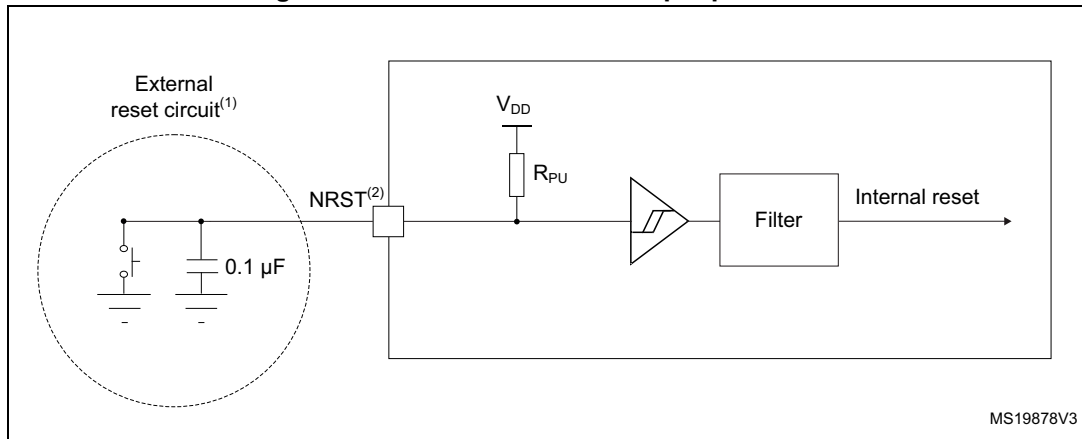 External
reset circuit(1)
VDD
RPU
NRST(2)
Filter
Internal reset
0.1 µF
MS19878V3